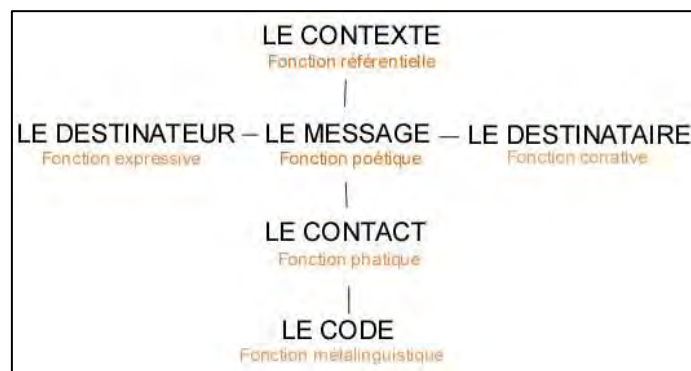 LE CONTEXTE
Fonction référentielle
LE DESTINATEUR – LE MESSAGE – LE DESTINATAIRE
Fonction expressive Fonction poétique Fonction conative
LE CONTACT
Fonction phatique
LE CODE
Fonction métalinguistique